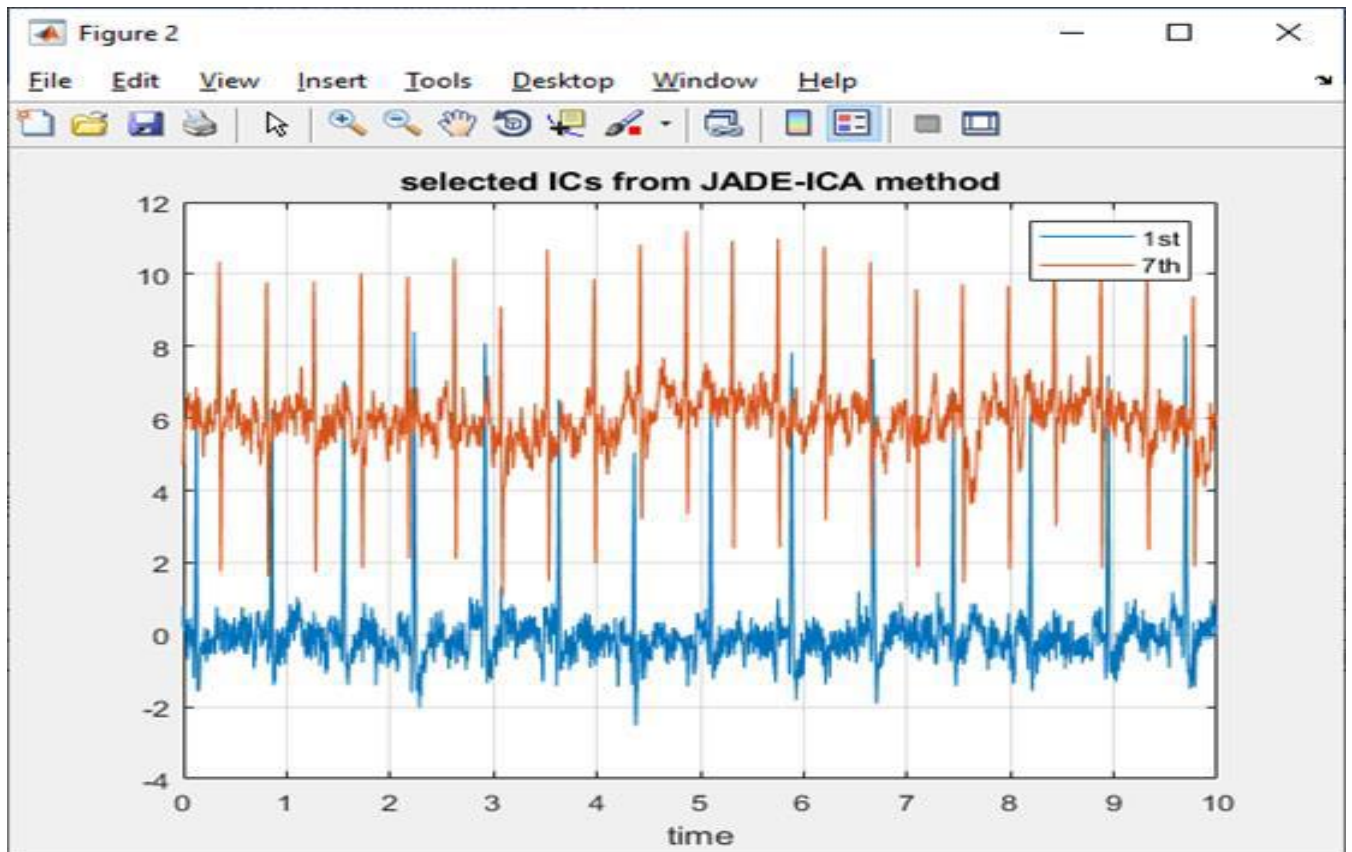 Figure 2
File Edit View Insert Tools Desktop Window Help
selected ICs from JADE-ICA method
12
10
8
6
4
2
0
-2
-4
1st
7th
0 1 2 3 4 5 6 7 8 9 10
time